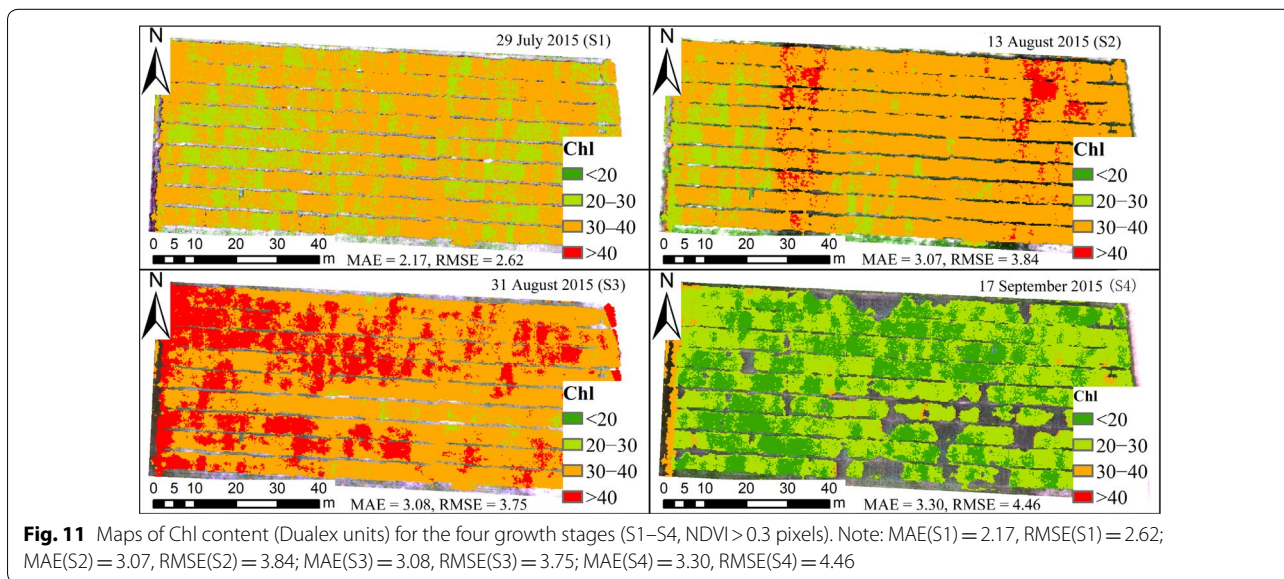 N
29 July 2015 (S1)
Chl
<20
20–30
30–40
>40
0 5 10 20 30 40
m
MAE = 2.17, RMSE = 2.62
N
13 August 2015 (S2)
Chl
<20
20–30
30–40
>40
0 5 10 20 30 40
m
MAE = 3.07, RMSE = 3.84
N
31 August 2015 (S3)
Chl
<20
20–30
30–40
>40
0 5 10 20 30 40
m
MAE = 3.08, RMSE = 3.75
N
17 September 2015 (S4)
Chl
<20
20–30
30–40
>40
0 5 10 20 30 40
m
MAE = 3.30, RMSE = 4.46
Fig. 11 Maps of Chl content (Dualex units) for the four growth stages (S1–S4, NDVI > 0.3 pixels). Note: MAE(S1) = 2.17, RMSE(S1) = 2.62;
MAE(S2) = 3.07, RMSE(S2) = 3.84; MAE(S3) = 3.08, RMSE(S3) = 3.75; MAE(S4) = 3.30, RMSE(S4) = 4.46